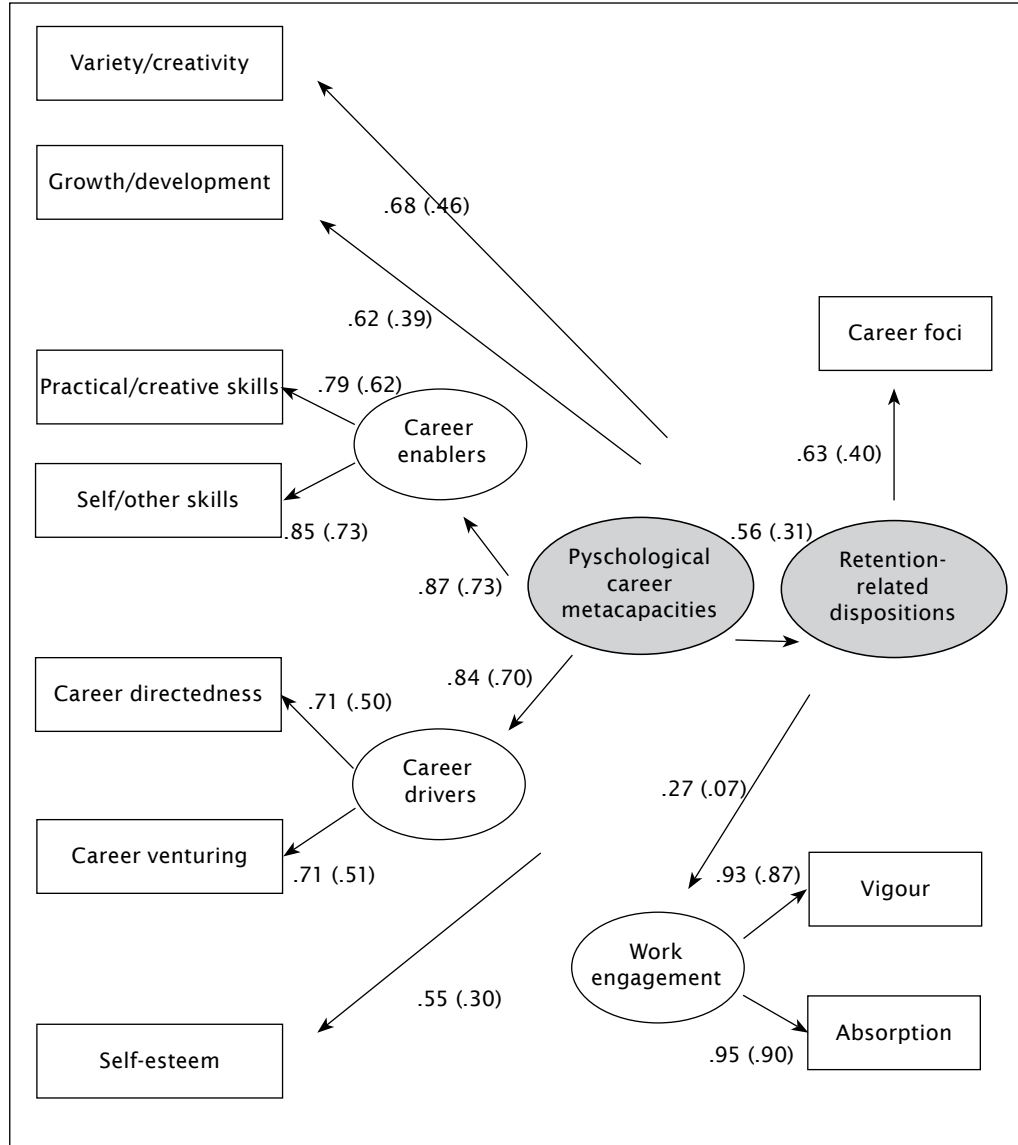 Variety/creativity
Growth/development
.68 (.46)
.62 (.39)
Career foci
Practical/creative skills
.79 (.62)
Career
enablers
.63 (.40)
Self/other skills
.85 (.73)
.87 (.73)
Pyschological
career
metacapacities
.56 (.31)
Retention-
related
dispositions
Career directedness
.71 (.50)
.84 (.70)
Career
drivers
.27 (.07)
Career venturing
.71 (.51)
.93 (.87)
Vigour
Work
engagement
.55 (.30)
Absorption
.95 (.90)
Self-esteem